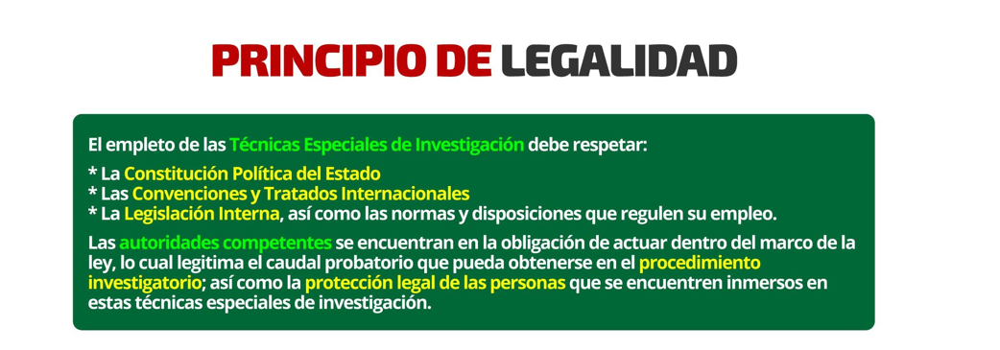 PRINCIPIO DE LEGALIDAD
El empleto de las Técnicas Especiales de Investigación debe respetar:
* La Constitución Política del Estado
* Las Convenciones y Tratados Internacionales
* La Legislación Interna, así como las normas y disposiciones que regulen su empleo.
Las autoridades competentes se encuentran en la obligación de actuar dentro del marco de la
ley, lo cual legitima el caudal probatorio que pueda obtenerse en el procedimiento
investigatorio; así como la protección legal de las personas que se encuentren inmersos en
estas técnicas especiales de investigación.